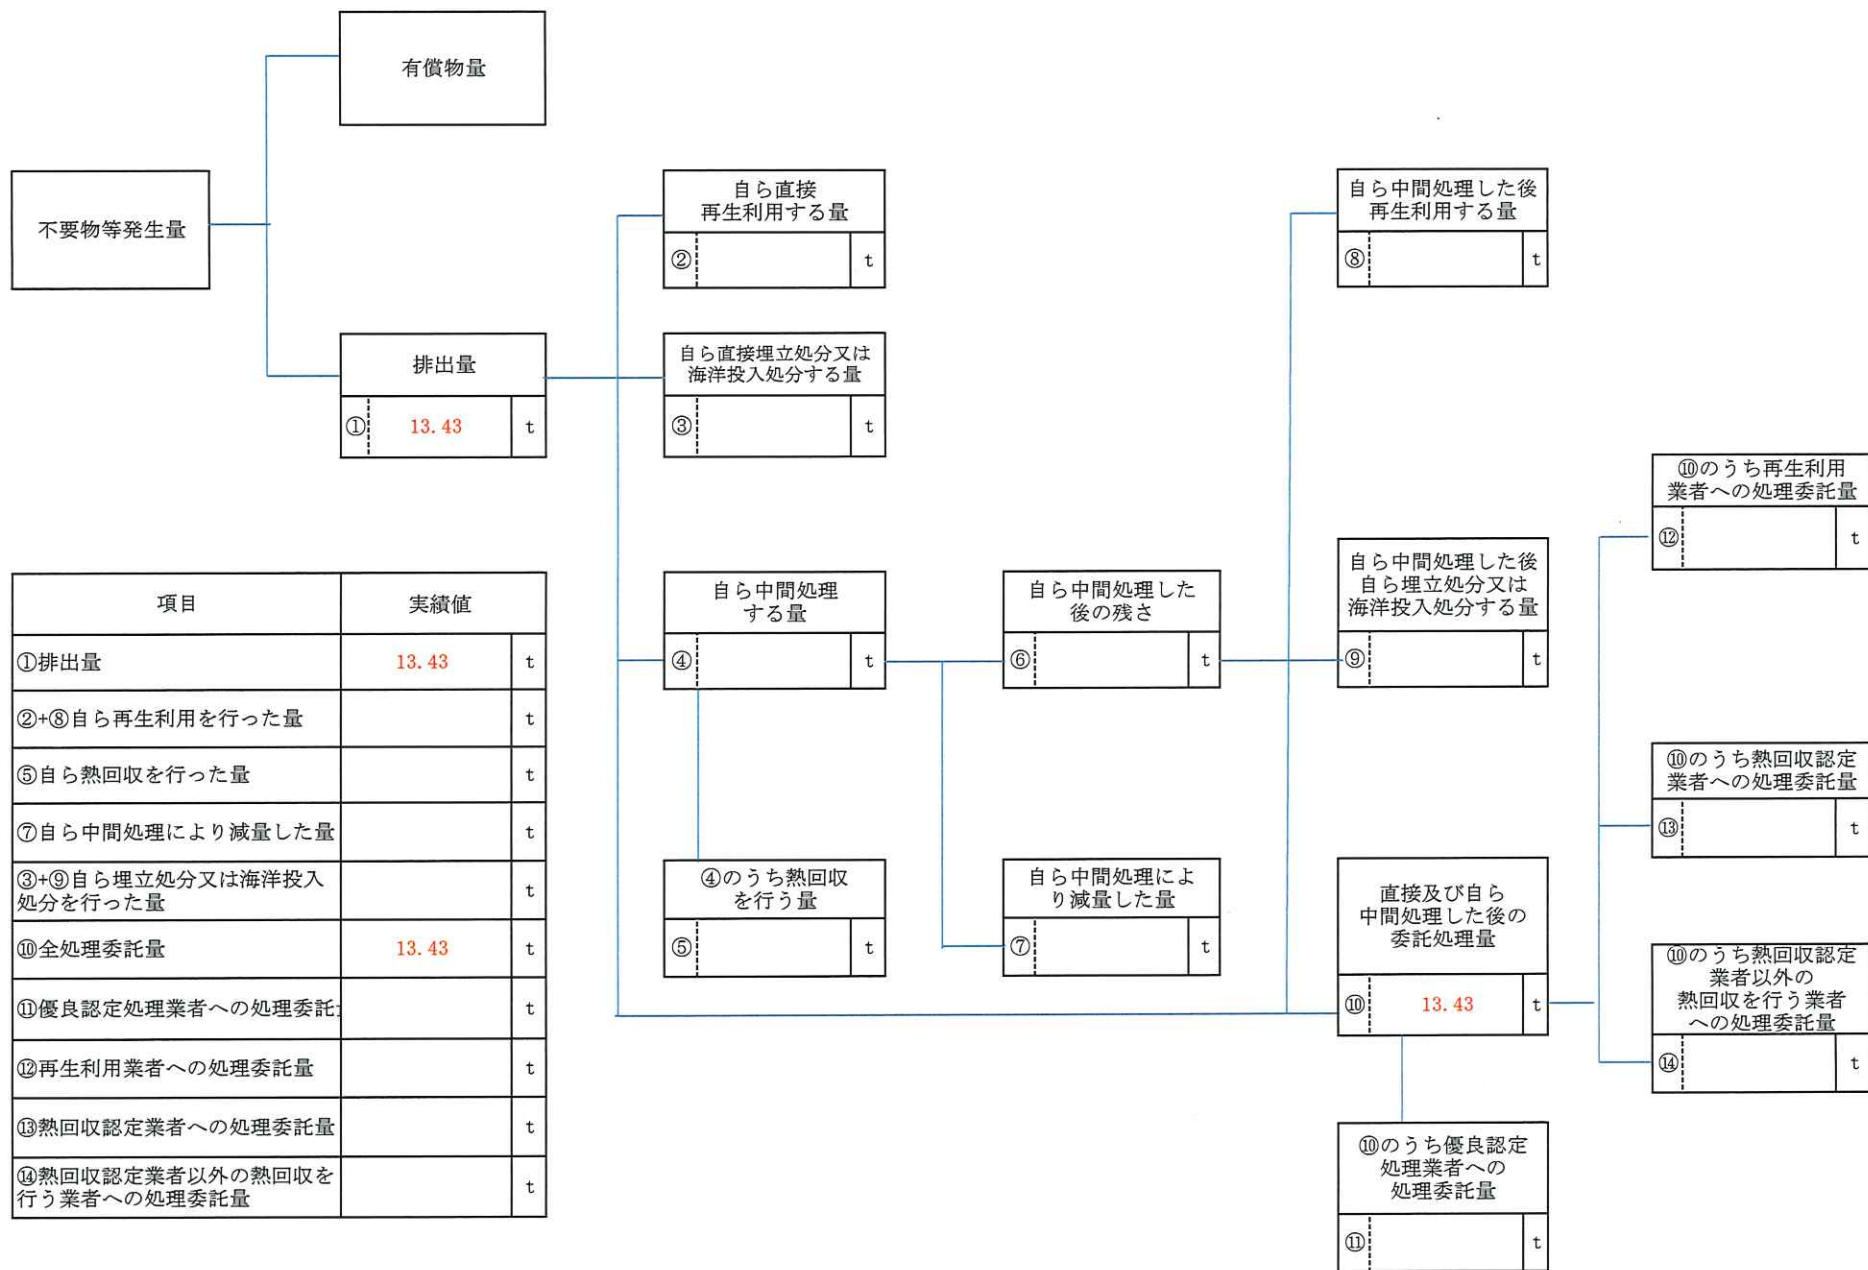 有償物量
不要物等発生量
排出量
① 13.43 t
自ら直接
再生利用する量
② t
自ら直接埋立処分又は
海洋投入処分する量
③ t
自ら中間処理
する量
④ t
④のうち熱回収
を行う量
⑤ t
自ら中間処理した
後の残さ
⑥ t
自ら中間処理によ
り減量した量
⑦ t
自ら中間処理した後
再生利用する量
⑧ t
自ら中間処理した後
自ら埋立処分又は
海洋投入処分する量
⑨ t
直接及び自ら
中間処理した後の
委託処理量
⑩ 13.43 t
⑩のうち優良認定
処理業者への
処理委託量
⑪ t
⑩のうち再生利用
業者への処理委託量
⑫ t
⑩のうち熱回収認定
業者への処理委託量
⑬ t
⑩のうち熱回収認定
業者以外の
熱回収を行う業者
への処理委託量
⑭ t
項目 実績値
①排出量 13.43 t
②+⑧自ら再生利用を行った量 t
⑤自ら熱回収を行った量 t
⑦自ら中間処理により減量した量 t
③+⑨自ら埋立処分又は海洋投入
処分を行った量 t
⑩全処理委託量 13.43 t
⑪優良認定処理業者への処理委託 t
⑫再生利用業者への処理委託量 t
⑬熱回収認定業者への処理委託量 t
⑭熱回収認定業者以外の熱回収を
行う業者への処理委託量 t